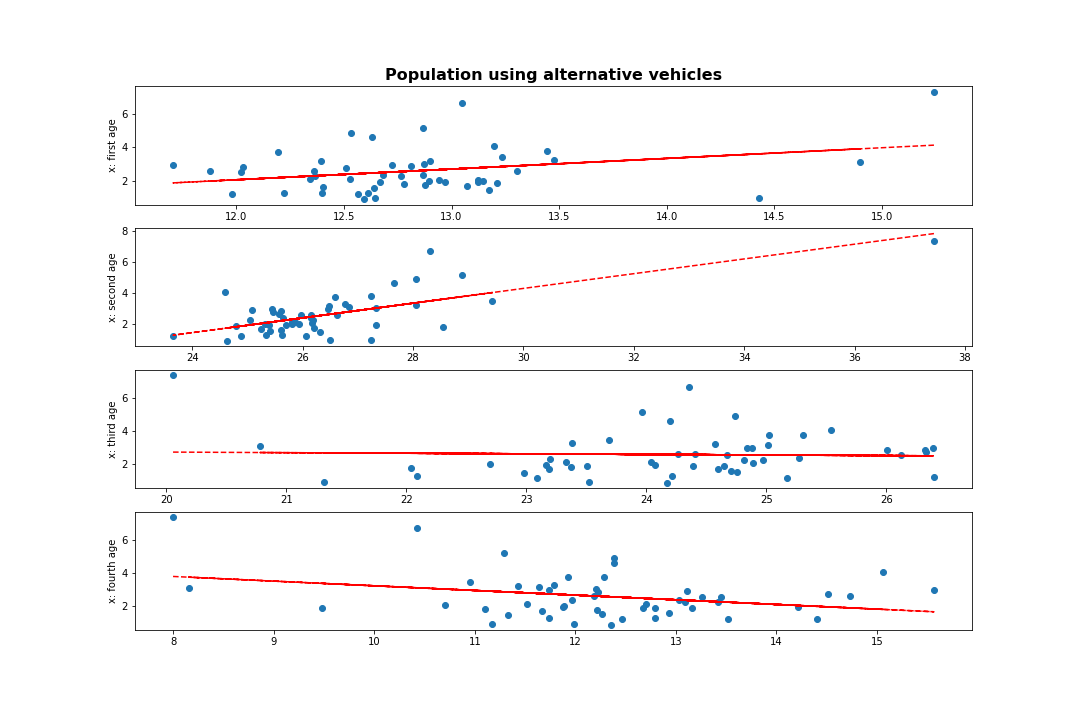 Population using alternative vehicles
x: first age
6
4
2
12.0 12.5 13.0 13.5 14.0 14.5 15.0
x: second age
8
6
4
2
24 26 28 30 32 34 36 38
x: third age
6
4
2
20 21 22 23 24 25 26
x: fourth age
6
4
2
8 9 10 11 12 13 14 15